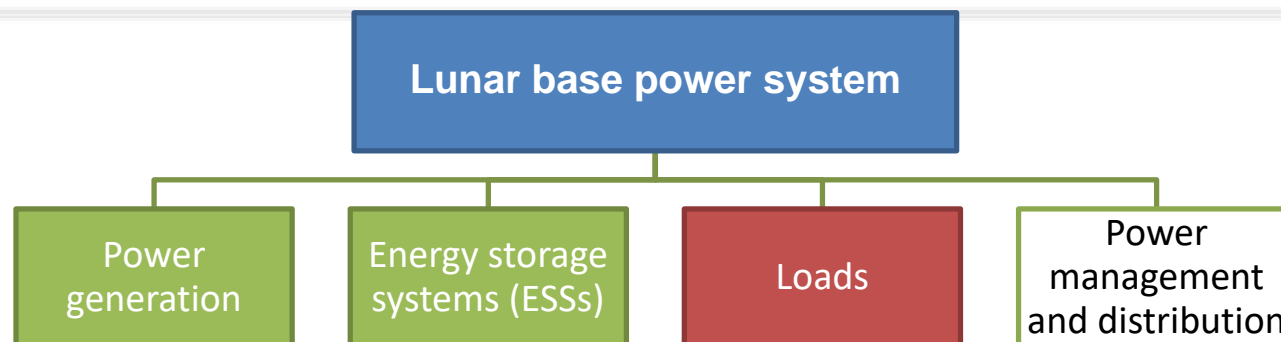 Lunar base power system
Power
generation
Energy storage
systems (ESSs)
Loads
Power
management
and distribution